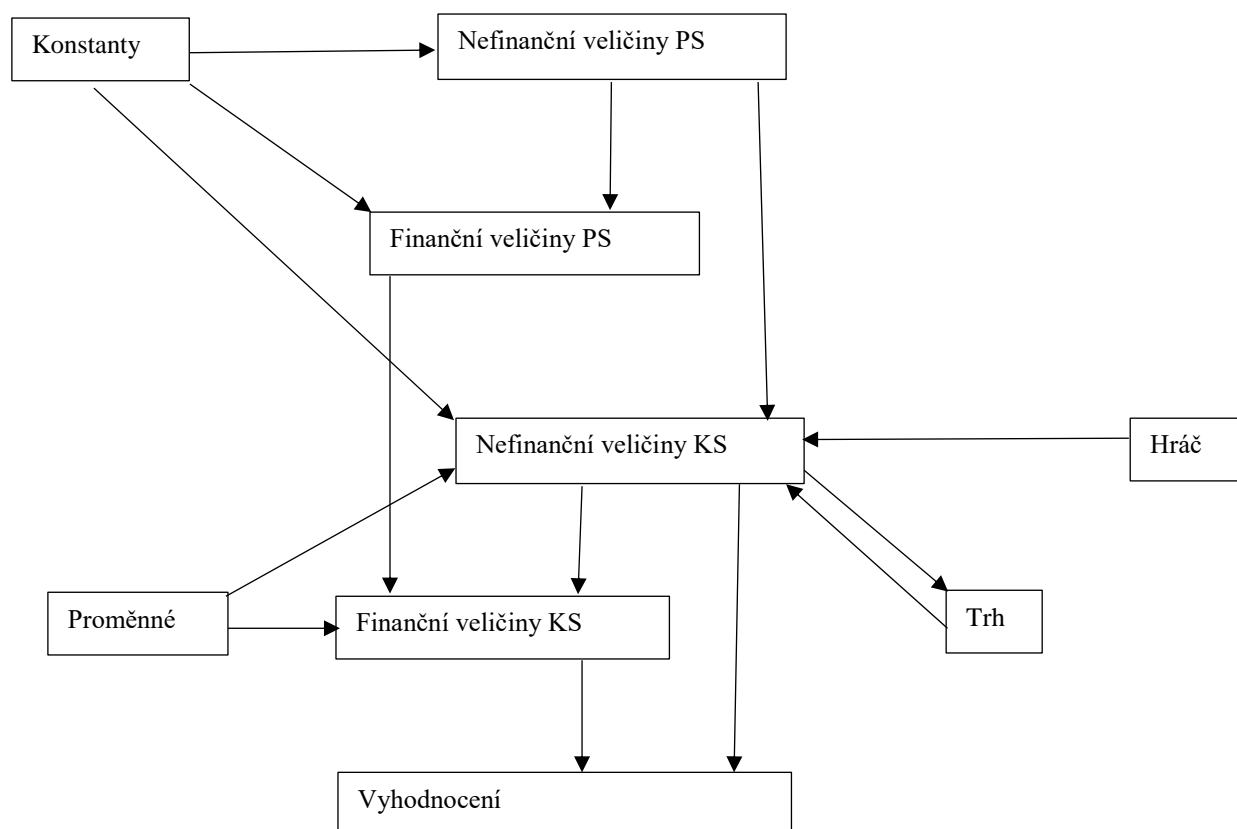 Konstanty
Nefinanční veličiny PS
Finanční veličiny PS
Nefinanční veličiny KS
Hráč
Proměnné
Finanční veličiny KS
Trh
Vyhodnocení